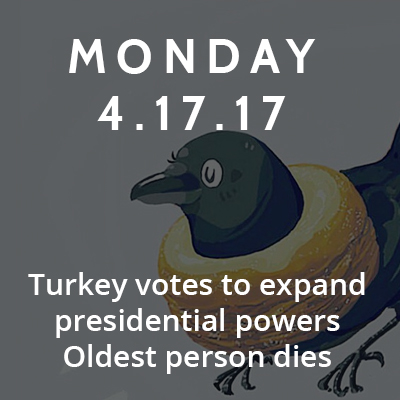 MONDAY
4.17.17
Turkey votes to expand
presidential powers
Oldest person dies